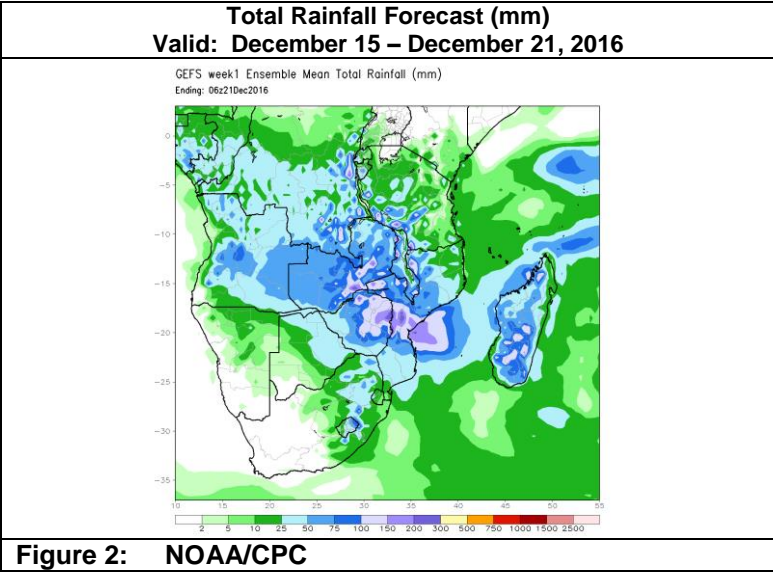 Total Rainfall Forecast (mm)
Valid: December 15 – December 21, 2016
GEFS week1 Ensemble Mean Total Rainfall (mm)
Ending: 06z21Dec2016
0
-5
-10
-15
-20
-25
-30
-35
10 15 20 25 30 35 40 45 50 55
2 5 10 25 50 75 100 150 200 300 500 750 1000 1500 2500
Figure 2: NOAA/CPC